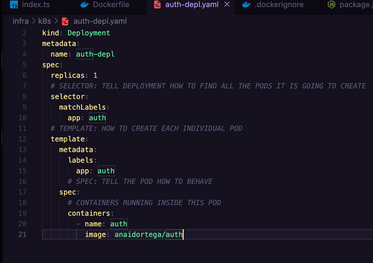 index.ts Dockerfile auth-depl.yaml .dockerignore package.
infra > k8s > auth-depl.yaml
2 kind: Deployment
3 metadata:
4 name: auth-depl
5 spec:
6 replicas: 1
7 # SELECTOR: TELL DEPLOYMENT HOW TO FIND ALL THE PODS IT IS GOING TO CREATE
8 selector:
9 matchLabels:
10 app: auth
11 # TEMPLATE: HOW TO CREATE EACH INDIVIDUAL POD
12 template:
13 metadata:
14 labels:
15 app: auth
16 # SPEC: TELL THE POD HOW TO BEHAVE
17 spec:
18 # CONTAINERS RUNNING INSIDE THIS POD
19 containers:
20 - name: auth
21 image: anaidortega/auth